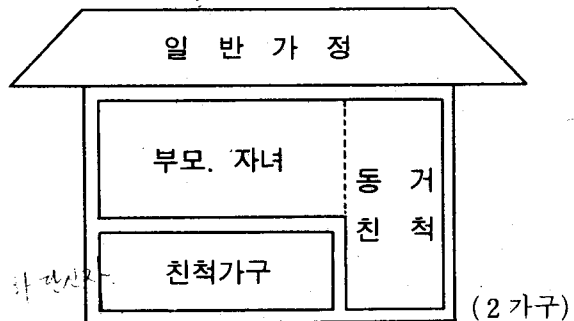 일 반 가 정
부모. 자녀
동 거
친 척
친척가구
(2 가구)